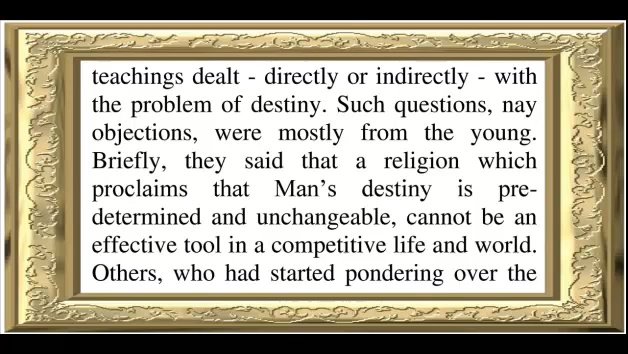 teachings dealt - directly or indirectly - with
the problem of destiny. Such questions, nay
objections, were mostly from the young.
Briefly, they said that a religion which
proclaims that Man’s destiny is pre-
determined and unchangeable, cannot be an
effective tool in a competitive life and world.
Others, who had started pondering over the